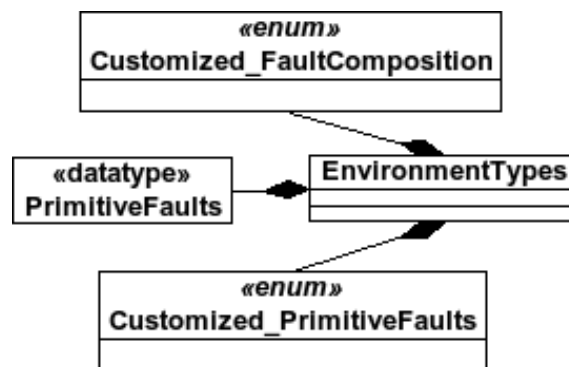 «enum»
Customized_FaultComposition
«datatype»
PrimitiveFaults
EnvironmentTypes
«enum»
Customized_PrimitiveFaults